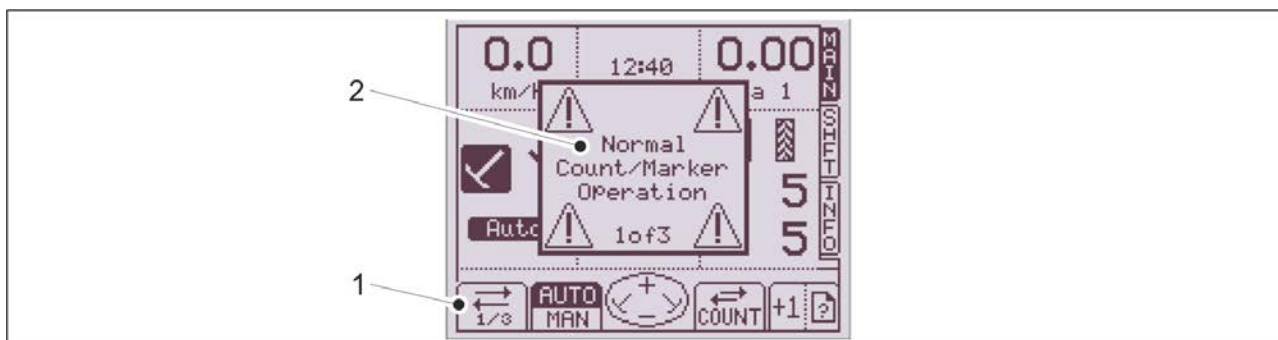 0.0
12:40
0.00
km/
a 1
MAIN
SHFT
INFO
2
Normal
Count/Marker
Operation
1of3
5
5
Auto
1
1/3
AUTO
MAN
+
-
COUNT
+1
?